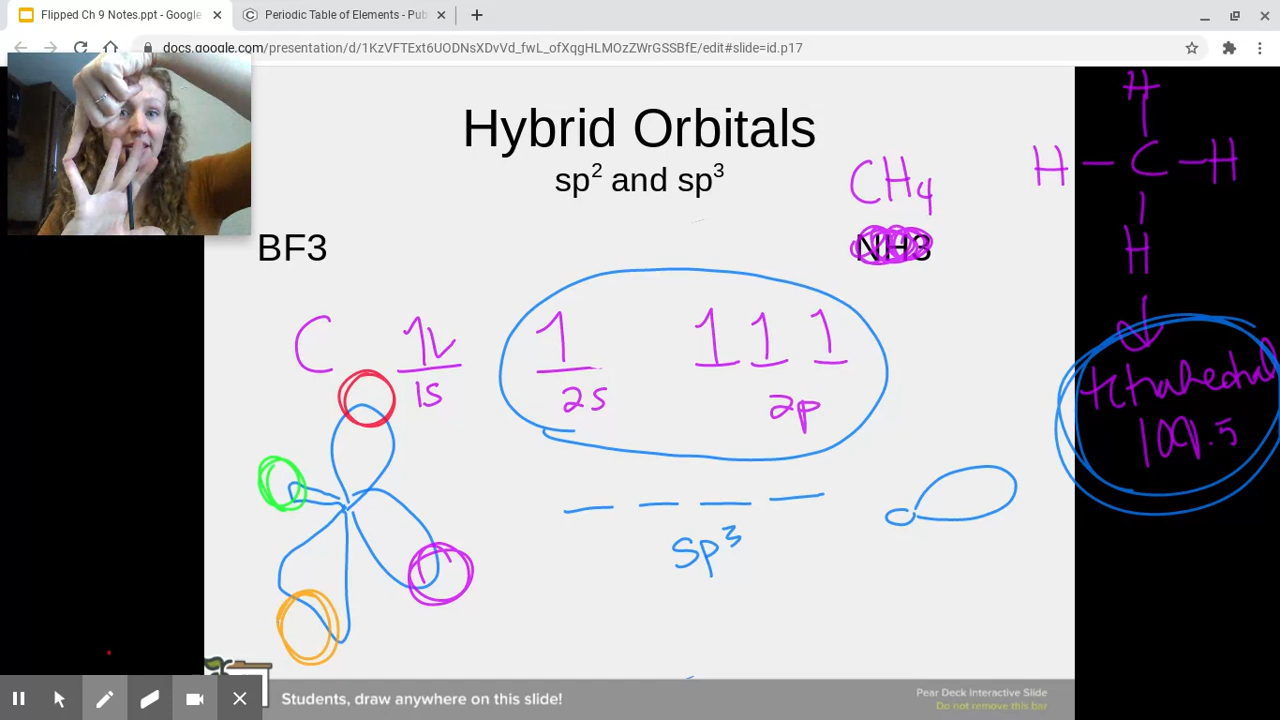 Flipped Ch 9 Notes.ppt - Google
Periodic Table of Elements - Pub
docs.google.com/presentation/d/1KzVFTExt6UODNsXDvVd_fwL_ofXqgHLMOzZWrGSSBfE/edit#slide=id.p17
Hybrid Orbitals
sp² and sp³
CH₄
BF3
NH3
H
H — C — H
H
tetrahedral
109.5
C
1s
2s
2p
sp³
Students, draw anywhere on this slide!
Pear Deck Interactive Slide
Do not remove this bar